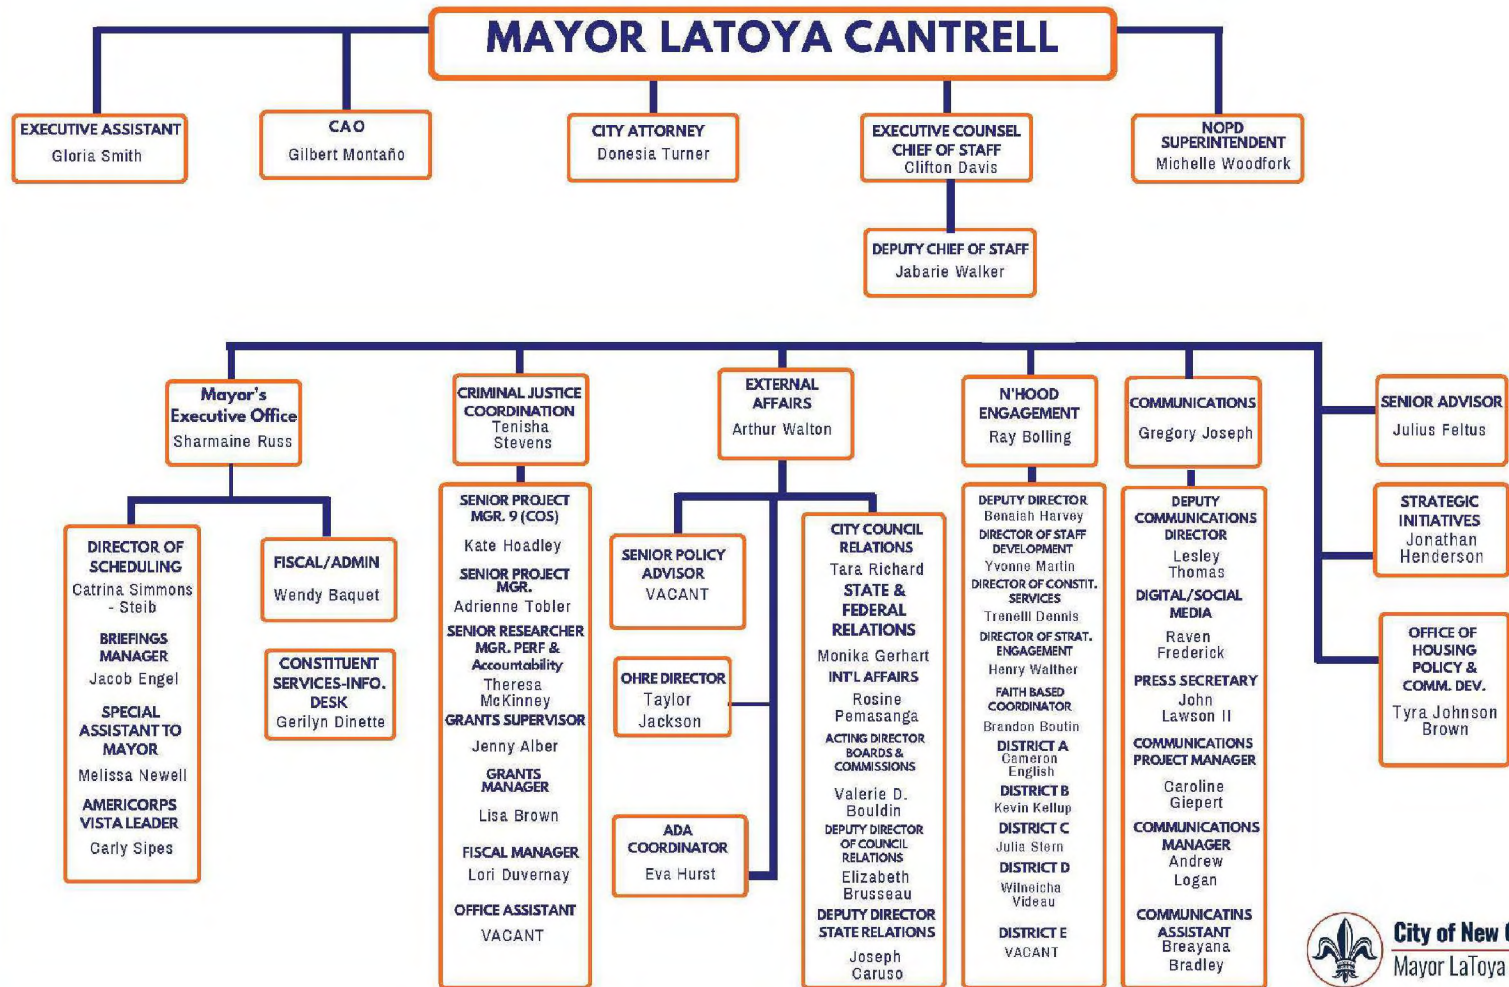 MAYOR LATOYA CANTRELL
EXECUTIVE ASSISTANT
Gloria Smith
CAO
Gilbert Montaño
CITY ATTORNEY
Donesia Turner
EXECUTIVE COUNSEL
CHIEF OF STAFF
Clifton Davis
NOPD
SUPERINTENDENT
Michelle Woodfork
DEPUTY CHIEF OF STAFF
Jabarie Walker
Mayor's
Executive Office
Sharmaine Russ
CRIMINAL JUSTICE
COORDINATION
Tenisha
Stevens
EXTERNAL
AFFAIRS
Arthur Walton
N'HOOD
ENGAGEMENT
Ray Bolling
COMMUNICATIONS
Gregory Joseph
SENIOR ADVISOR
Julius Feltus
STRATEGIC
INITIATIVES
Jonathan
Henderson
OFFICE OF
HOUSING
POLICY &
COMM. DEV.
Tyra Johnson
Brown
DIRECTOR OF
SCHEDULING
Catrina Simmons
- Steib
BRIEFINGS
MANAGER
Jacob Engel
SPECIAL
ASSISTANT TO
MAYOR
Melissa Newell
AMERICORPS
VISTA LEADER
Carly Sipes
FISCAL/ADMIN
Wendy Baquet
CONSTITUENT
SERVICES-INFO.
DESK
Gerilyn Dinette
SENIOR PROJECT
MGR. 9 (COS)
Kate Hoadley
SENIOR PROJECT
MGR.
Adrienne Tobler
SENIOR RESEARCHER
MGR. PERF &
Accountability
Theresa
McKinney
GRANTS SUPERVISOR
Jenny Alber
GRANTS
MANAGER
Lisa Brown
FISCAL MANAGER
Lori Duvernay
OFFICE ASSISTANT
VACANT
SENIOR POLICY
ADVISOR
VACANT
OHRE DIRECTOR
Taylor
Jackson
ADA
COORDINATOR
Eva Hurst
CITY COUNCIL
RELATIONS
Tara Richard
STATE &
FEDERAL
RELATIONS
Monika Gerhart
INT'L AFFAIRS
Rosine
Pemasanga
ACTING DIRECTOR
BOARDS &
COMMISSIONS
Valerie D.
Bouldin
DEPUTY DIRECTOR
OF COUNCIL
RELATIONS
Elizabeth
Brusseau
DEPUTY DIRECTOR
STATE RELATIONS
Joseph
Caruso
DEPUTY DIRECTOR
Benaiah Harvey
DIRECTOR OF STAFF
DEVELOPMENT
Yvonne Martin
DIRECTOR OF CONSTIT.
SERVICES
Trenelll Dennis
DIRECTOR OF STRAT.
ENGAGEMENT
Henry Walther
FAITH BASED
COORDINATOR
Brandon Boutin
DISTRICT A
Cameron
English
DISTRICT B
Kevin Kellup
DISTRICT C
Julia Stern
DISTRICT D
Wilneicha
Videau
DISTRICT E
VACANT
DEPUTY
COMMUNICATIONS
DIRECTOR
Lesley
Thomas
DIGITAL/SOCIAL
MEDIA
Raven
Frederick
PRESS SECRETARY
John
Lawson II
COMMUNICATIONS
PROJECT MANAGER
Caroline
Giepert
COMMUNICATIONS
MANAGER
Andrew
Logan
COMMUNICATINS
ASSISTANT
Breayana
Bradley
City of New
Mayor LaToya